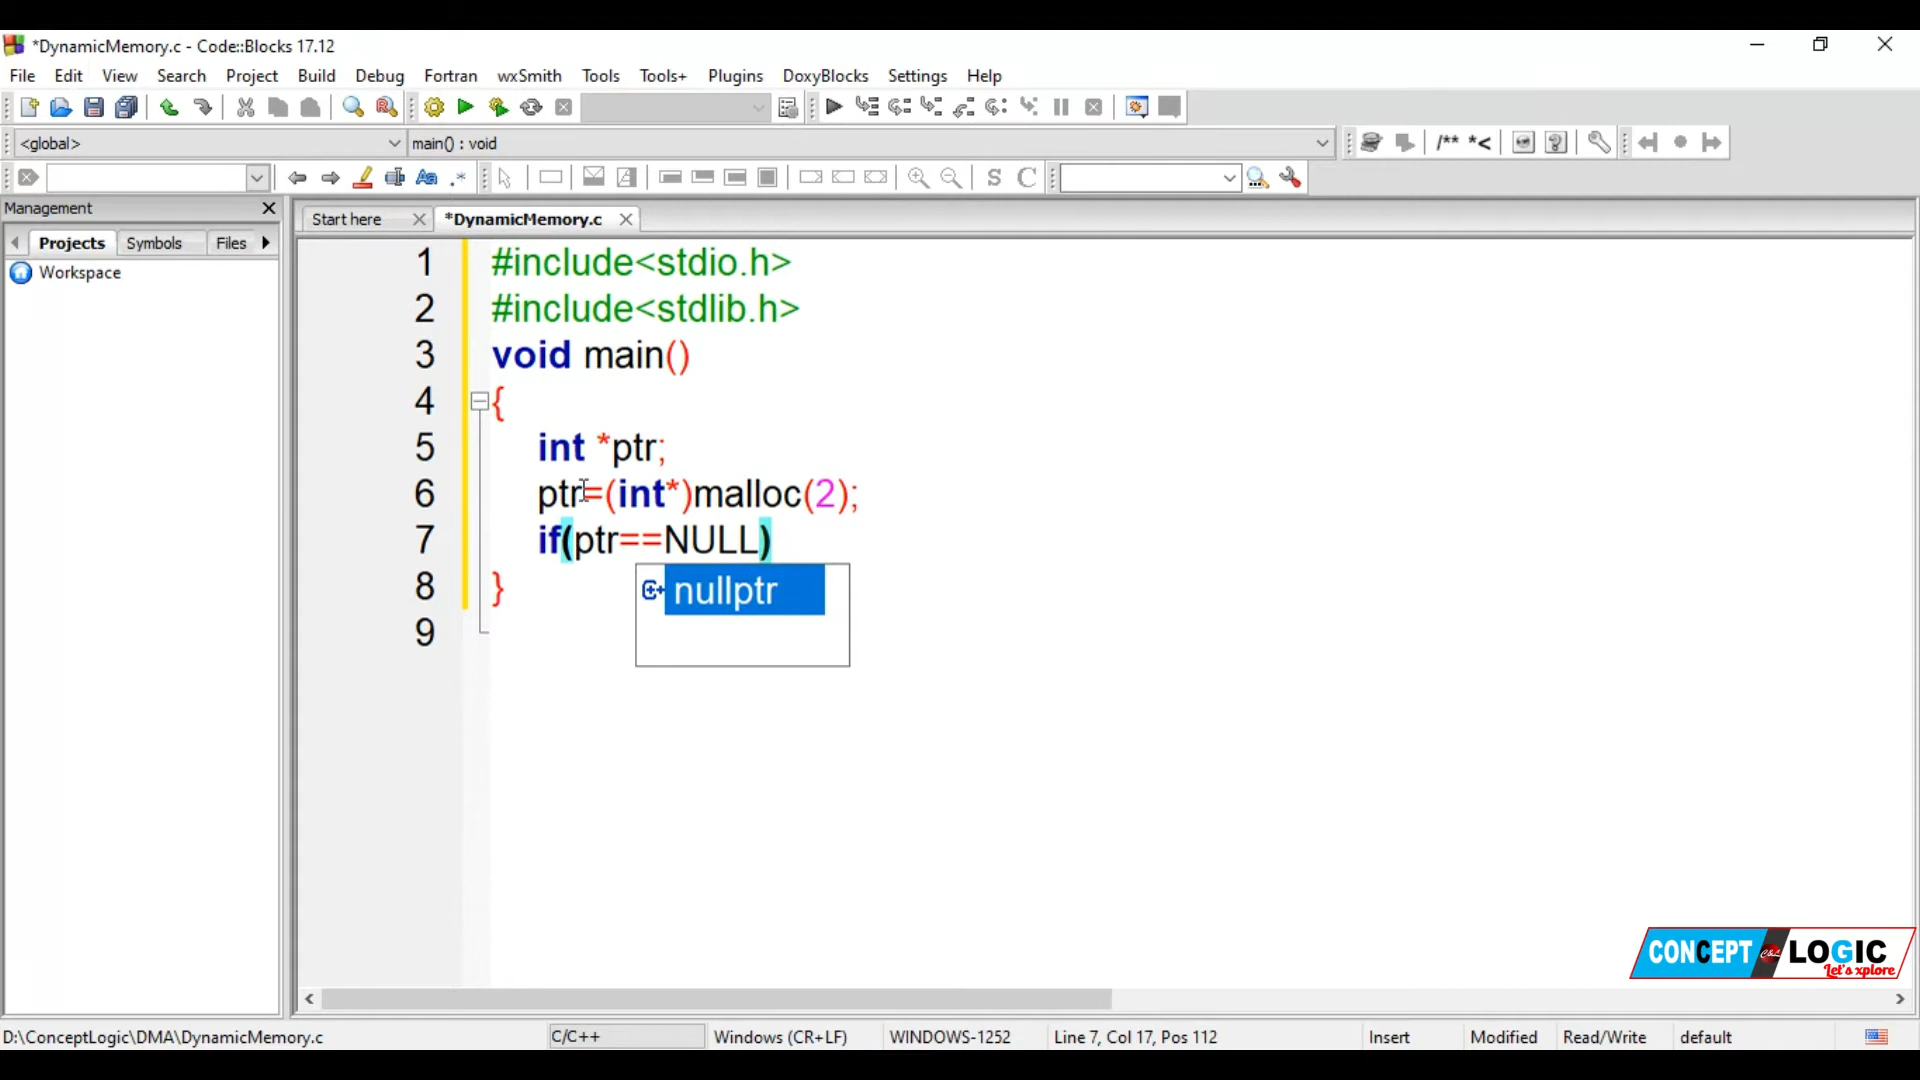 *DynamicMemory.c - Code::Blocks 17.12
File Edit View Search Project Build Debug Fortran wxSmith Tools Tools+ Plugins DoxyBlocks Settings Help
<global> main() : void
/** *<
Aa .* S C
Management
Projects Symbols Files
Workspace
Start here *DynamicMemory.c
1 #include<stdio.h>
2 #include<stdlib.h>
3 void main()
4 {
5 int *ptr;
6 ptr=(int*)malloc(2);
7 if(ptr==NULL)
nullptr
8 }
9
CONCEPT C&L LOGIC
Let's xplore
D:\ConceptLogic\DMA\DynamicMemory.c C/C++ Windows (CR+LF) WINDOWS-1252 Line 7, Col 17, Pos 112 Insert Modified Read/Write default